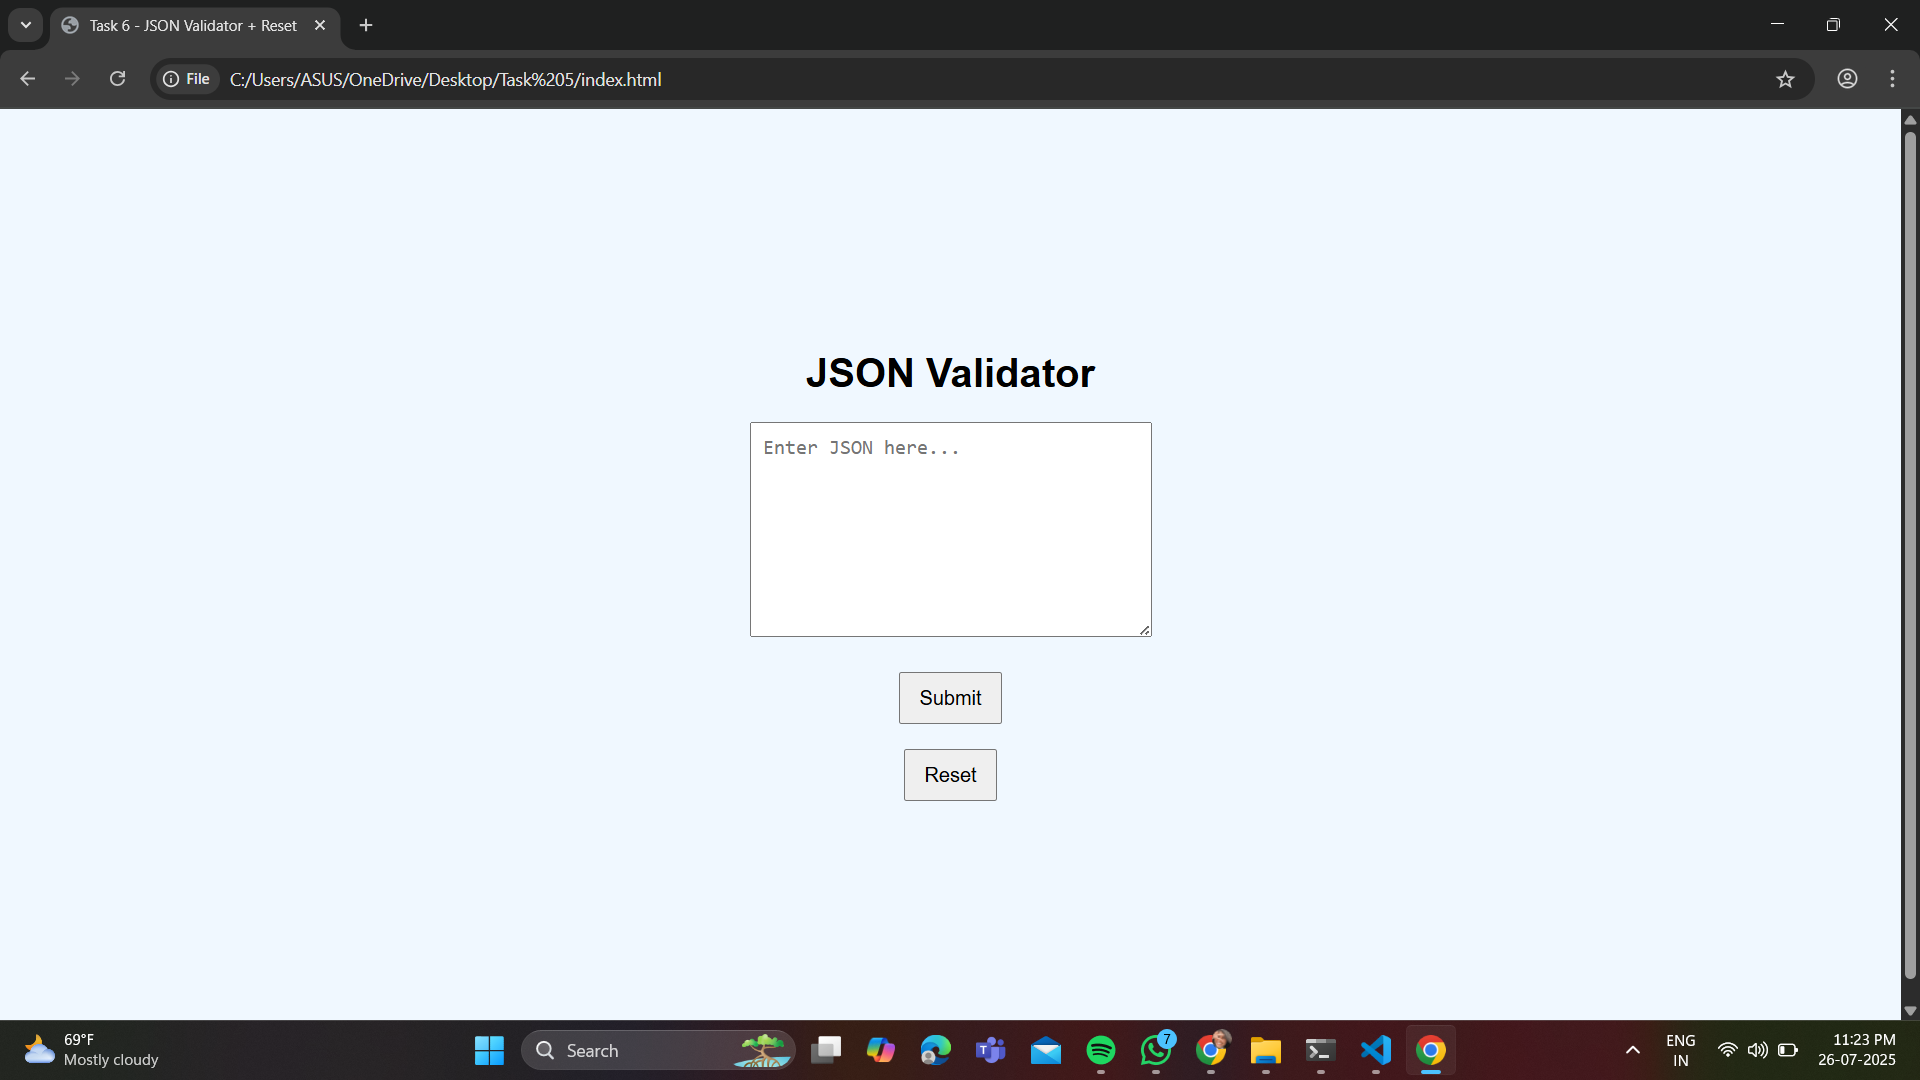 Task 6 - JSON Validator + Reset
File
C:/Users/ASUS/OneDrive/Desktop/Task%205/index.html
JSON Validator
Enter JSON here...
Submit
Reset
69°F
Mostly cloudy
Search
T
7
ENG
IN
11:23 PM
26-07-2025